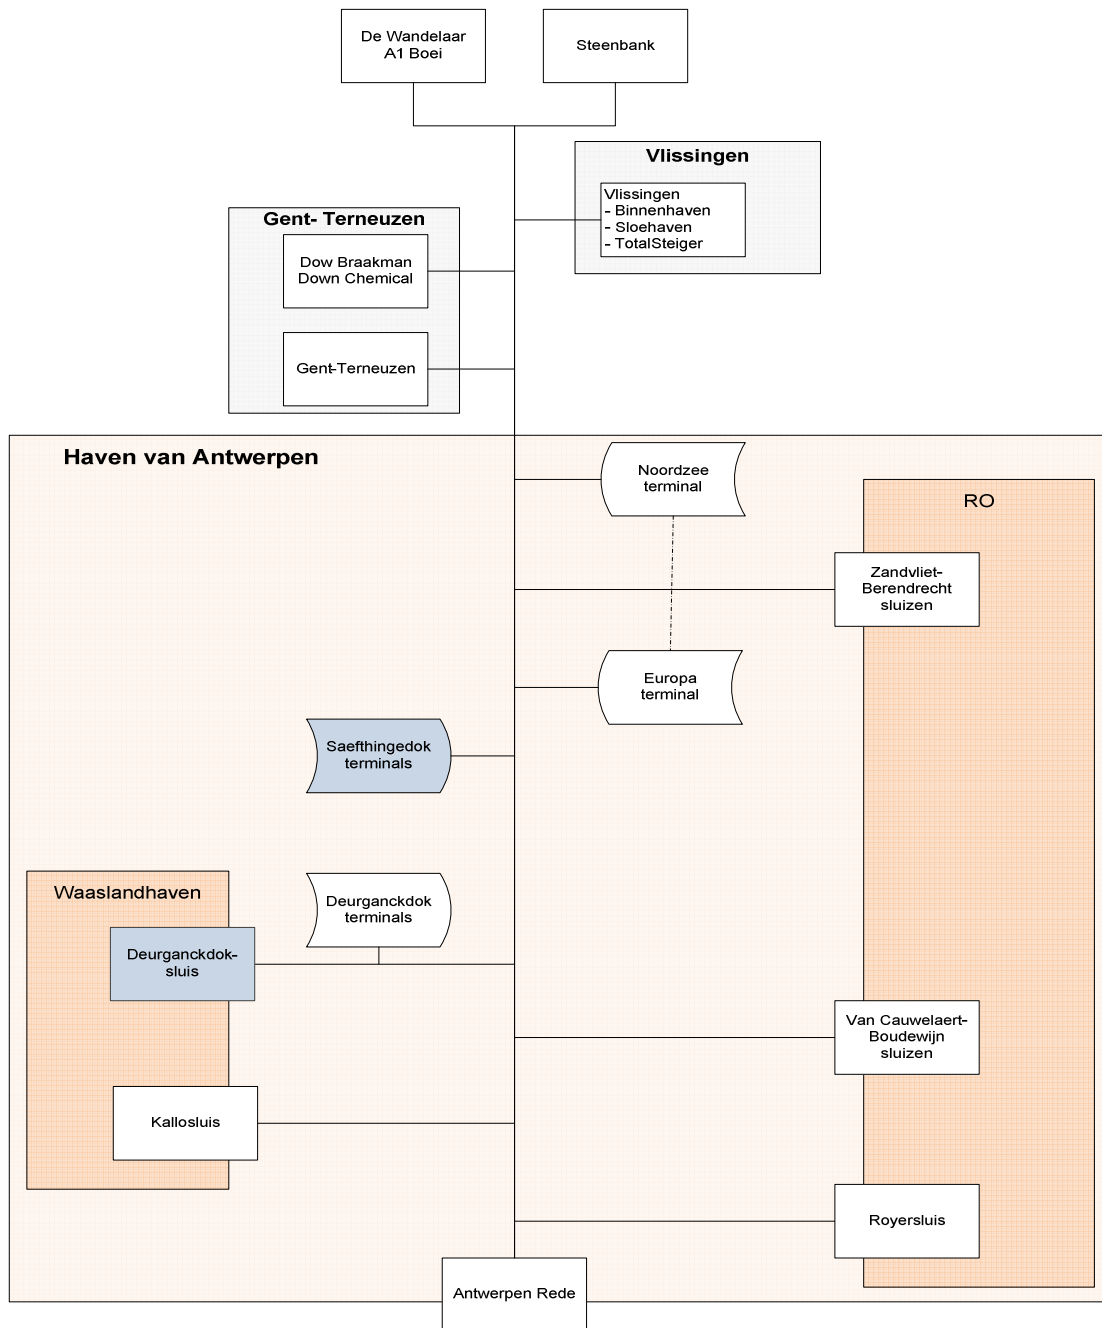 De Wandelaar
A1 Boei
Steenbank
Vlissingen
Vlissingen
- Binnenhaven
- Sloehaven
- TotalSteiger
Gent- Terneuzen
Dow Braakman
Down Chemical
Gent-Terneuzen
Haven van Antwerpen
Noordzee
terminal
RO
Zandvliet-
Berendrecht
sluizen
Europa
terminal
Saefthingedok
terminals
Waaslandhaven
Deurganckdok
terminals
Deurganckdok-
sluis
Van Cauwelaert-
Boudewijn
sluizen
Kallosluis
Royersluis
Antwerpen Rede